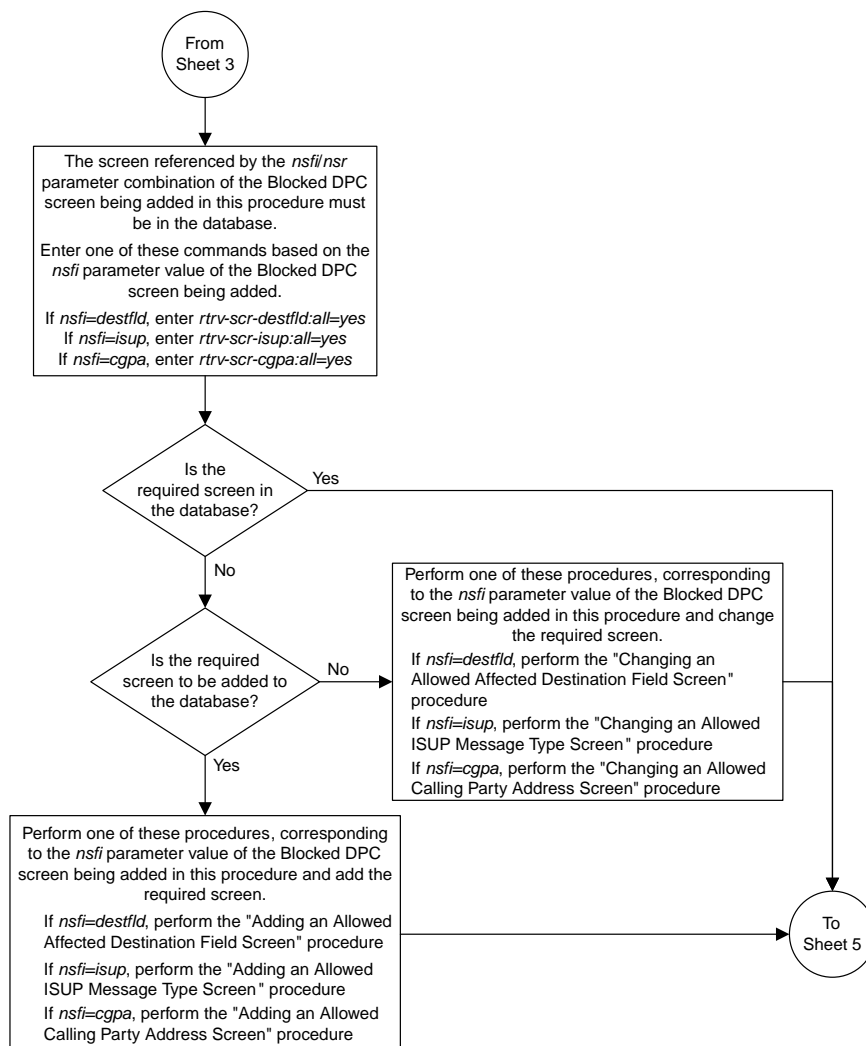 From
Sheet 3
The screen referenced by the nsfi/nsr
parameter combination of the Blocked DPC
screen being added in this procedure must
be in the database.
Enter one of these commands based on the
nsfi parameter value of the Blocked DPC
screen being added.
If nsfi=destfld, enter rtrv-scr-destfld:all=yes
If nsfi=isup, enter rtrv-scr-isup:all=yes
If nsfi=cgpa, enter rtrv-scr-cgpa:all=yes
Is the
required screen in
the database?
Yes
No
Is the required
screen to be added to
the database?
No
Yes
Perform one of these procedures, corresponding
to the nsfi parameter value of the Blocked DPC
screen being added in this procedure and change
the required screen.
If nsfi=destfld, perform the "Changing an
Allowed Affected Destination Field Screen"
procedure
If nsfi=isup, perform the "Changing an Allowed
ISUP Message Type Screen" procedure
If nsfi=cgpa, perform the "Changing an Allowed
Calling Party Address Screen" procedure
Perform one of these procedures, corresponding
to the nsfi parameter value of the Blocked DPC
screen being added in this procedure and add the
required screen.
If nsfi=destfld, perform the "Adding an Allowed
Affected Destination Field Screen" procedure
If nsfi=isup, perform the "Adding an Allowed
ISUP Message Type Screen" procedure
If nsfi=cgpa, perform the "Adding an Allowed
Calling Party Address Screen" procedure
To
Sheet 5